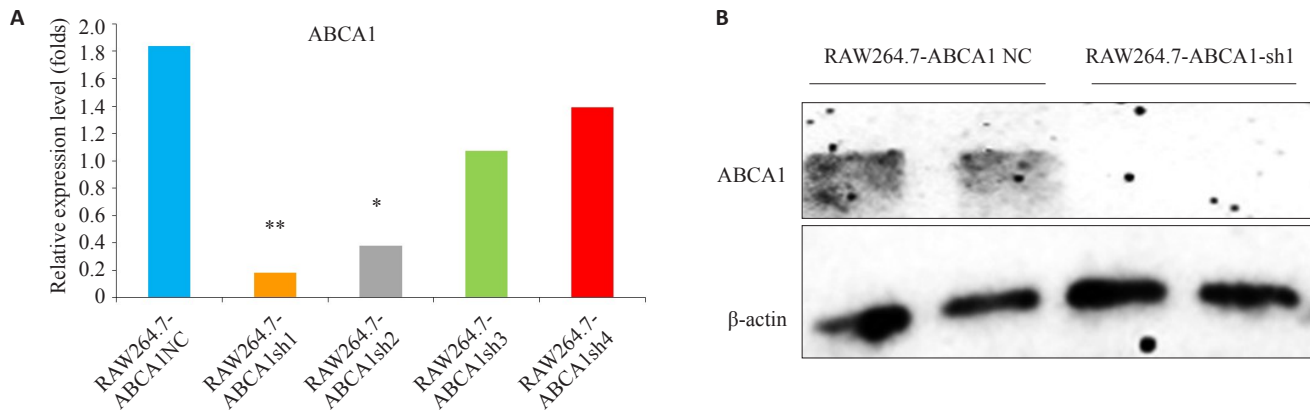 A
ABCA1
Relative expression level (folds)
2.0
1.8
1.6
1.4
1.2
1.0
0.8
0.6
0.4
0.2
0
**
*
RAW264.7-
ABCA1NC
RAW264.7-
ABCA1sh1
RAW264.7-
ABCA1sh2
RAW264.7-
ABCA1sh3
RAW264.7-
ABCA1sh4
B
RAW264.7-ABCA1 NC
RAW264.7-ABCA1-sh1
ABCA1
β-actin